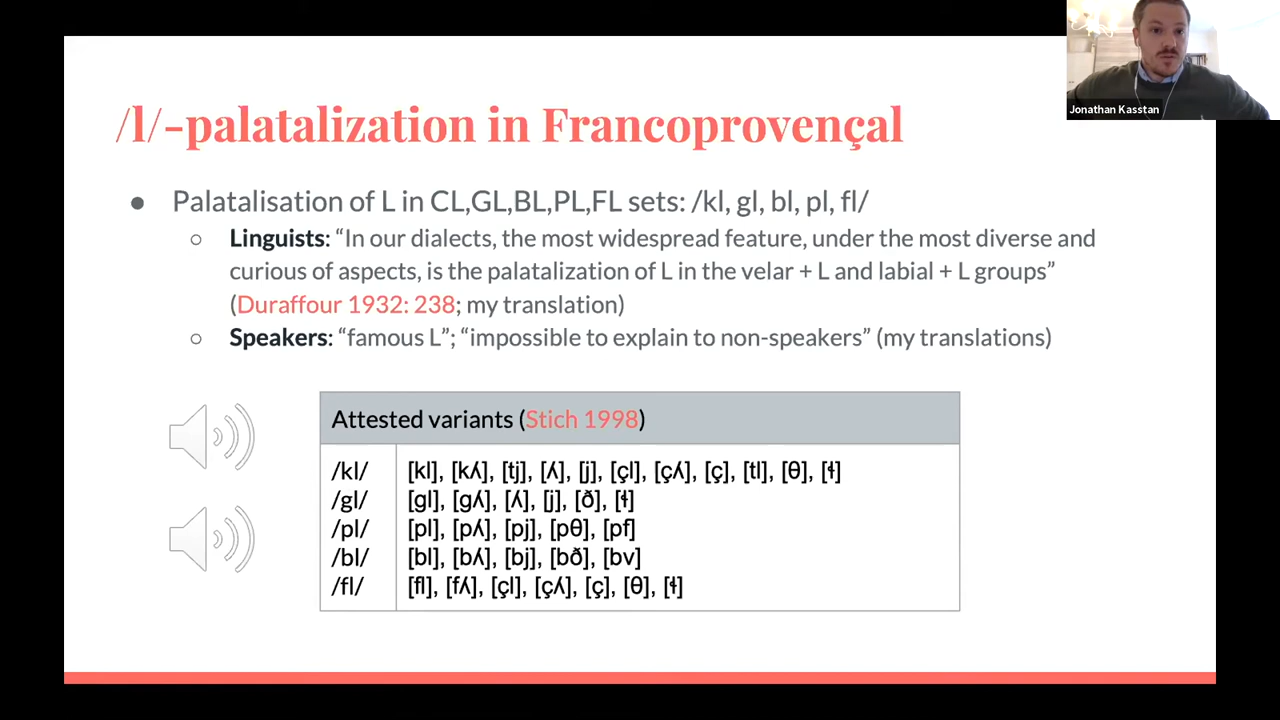 Jonathan Kasstan
/l/-palatalization in Francoprovençal
● Palatalisation of L in CL,GL,BL,PL,FL sets: /kl, gl, bl, pl, fl/
○ Linguists: “In our dialects, the most widespread feature, under the most diverse and
curious of aspects, is the palatalization of L in the velar + L and labial + L groups”
(Duraffour 1932: 238; my translation)
○ Speakers: “famous L”; “impossible to explain to non-speakers” (my translations)
Attested variants (Stich 1998)
/kl/ [kl], [kʎ], [tj], [ʎ], [j], [çl], [çʎ], [ç], [tl], [θ], [ɬ]
/gl/ [gl], [gʎ], [ʎ], [j], [ð], [ɬ]
/pl/ [pl], [pʎ], [pj], [pθ], [pf]
/bl/ [bl], [bʎ], [bj], [bð], [bv]
/fl/ [fl], [fʎ], [çl], [çʎ], [ç], [θ], [ɬ]